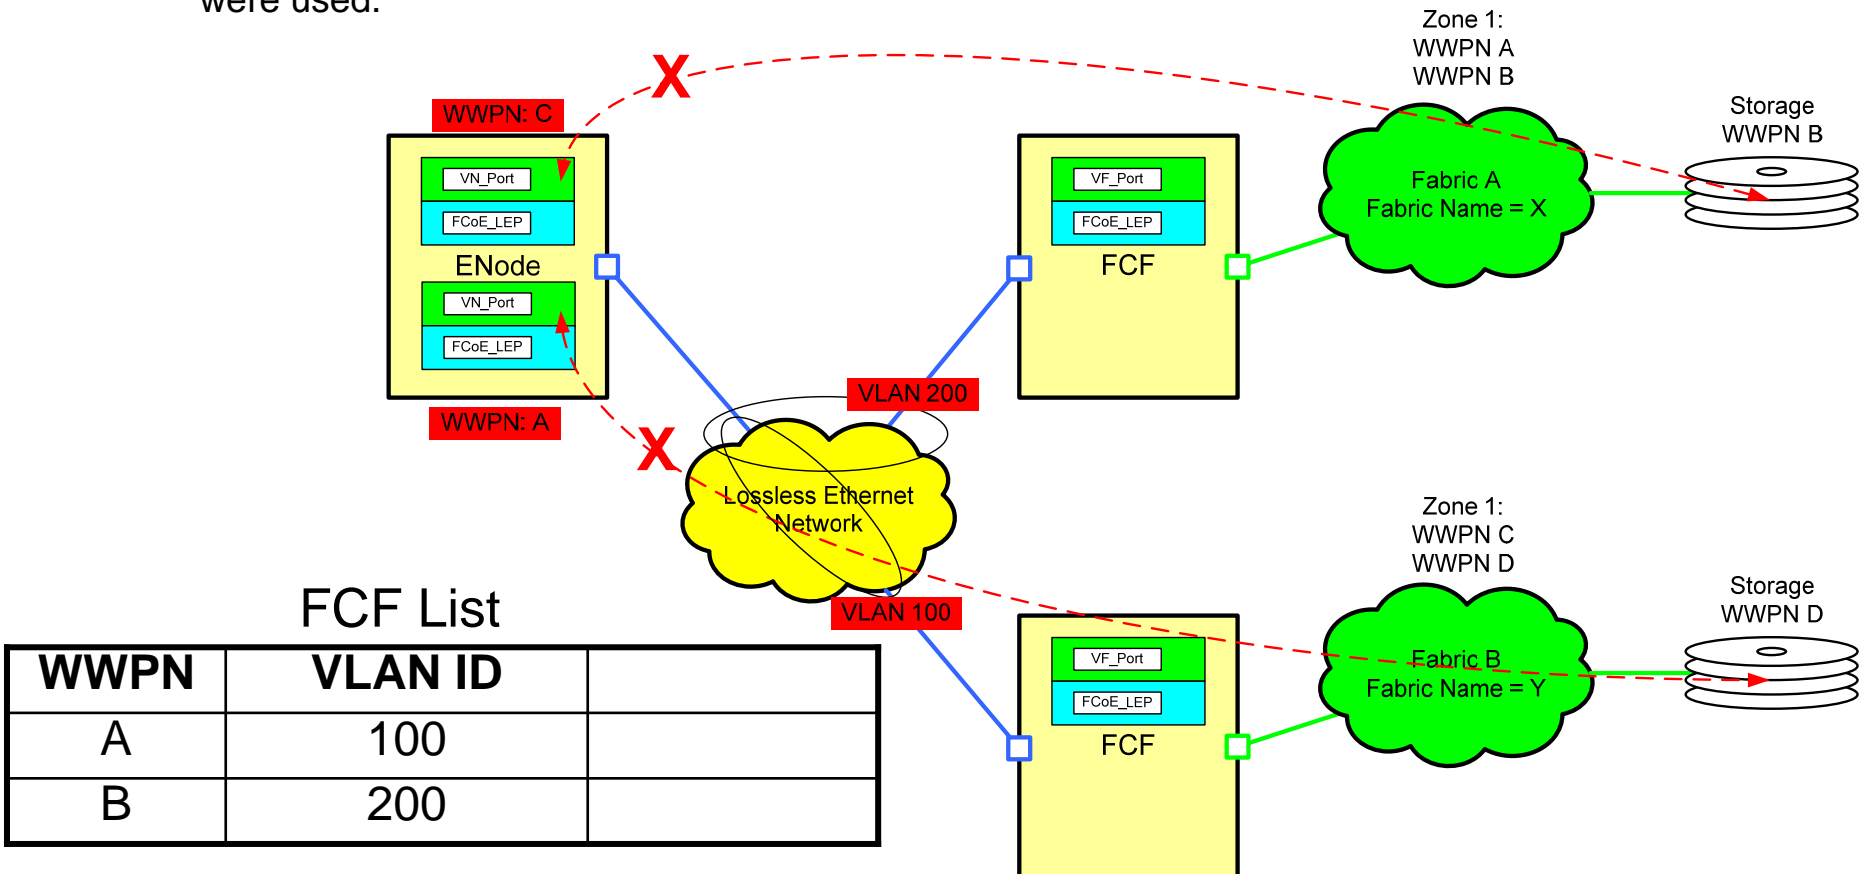 were used.
Zone 1:
WWPN A
WWPN B
Storage
WWPN B
X
WWPN: C
VN_Port
FCoE_LEP
ENode
VN_Port
FCoE_LEP
WWPN: A
X
VF_Port
FCoE_LEP
FCF
Fabric A
Fabric Name = X
VLAN 200
Lossless Ethernet
Network
VLAN 100
Zone 1:
WWPN C
WWPN D
Storage
WWPN D
VF_Port
FCoE_LEP
FCF
Fabric B
Fabric Name = Y
FCF List
WWPN VLAN ID
A 100
B 200